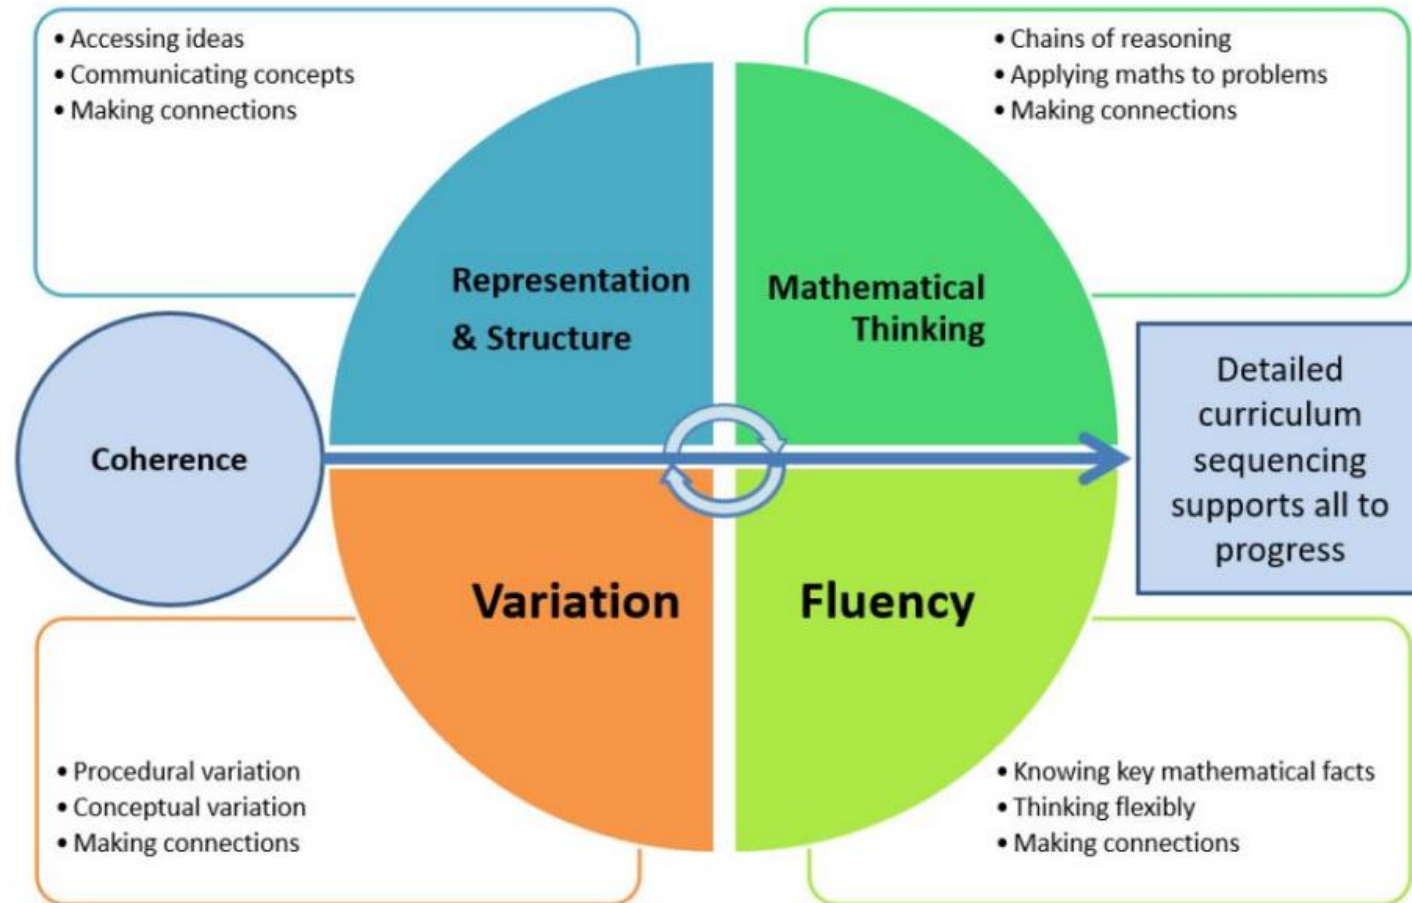 • Accessing ideas
• Communicating concepts
• Making connections
• Chains of reasoning
• Applying maths to problems
• Making connections
Representation
& Structure
Mathematical
Thinking
Coherence
Detailed
curriculum
sequencing
supports all to
progress
Variation
Fluency
• Procedural variation
• Conceptual variation
• Making connections
• Knowing key mathematical facts
• Thinking flexibly
• Making connections